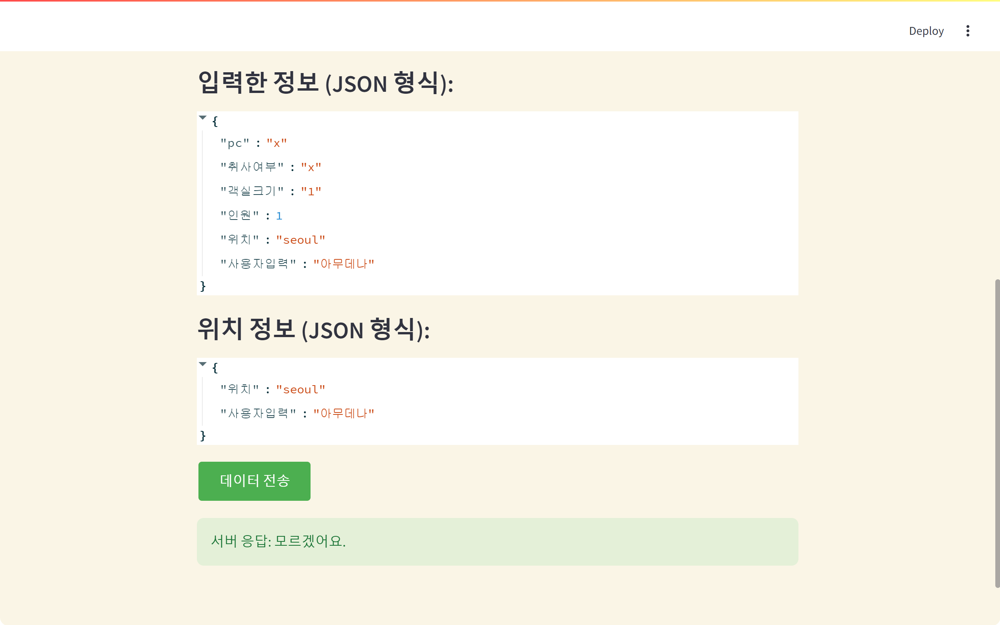 Deploy
입력한 정보 (JSON 형식):
{
"pc" : "x"
"취사여부" : "x"
"객실크기" : "1"
"인원" : 1
"위치" : "seoul"
"사용자입력" : "아무데나"
}
위치 정보 (JSON 형식):
{
"위치" : "seoul"
"사용자입력" : "아무데나"
}
데이터 전송
서버 응답: 모르겠어요.